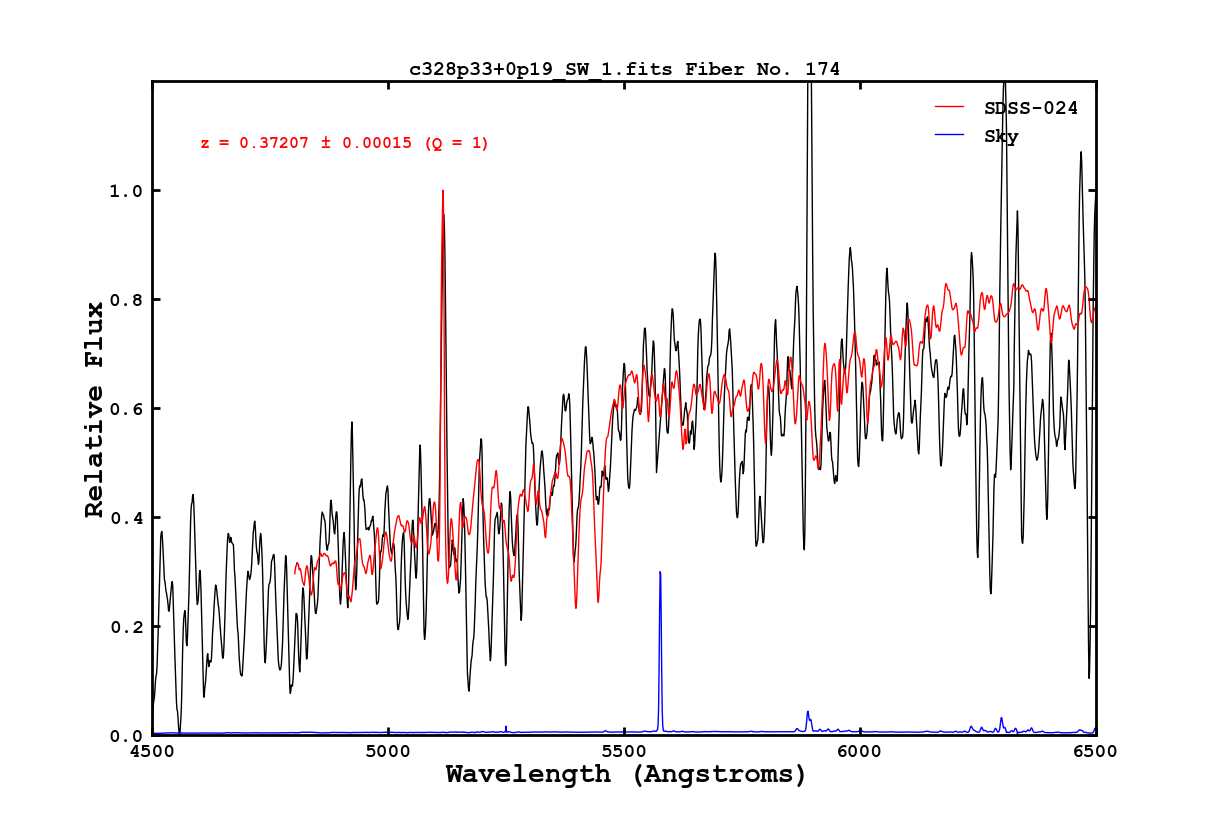 c328p33+0p19_SW_1.fits Fiber No. 174
SDSS-024
Sky
z = 0.37207 ± 0.00015 (Q = 1)
1.0
0.8
0.6
0.4
0.2
0.0
Relative Flux
4500 5000 5500 6000 6500
Wavelength (Angstroms)